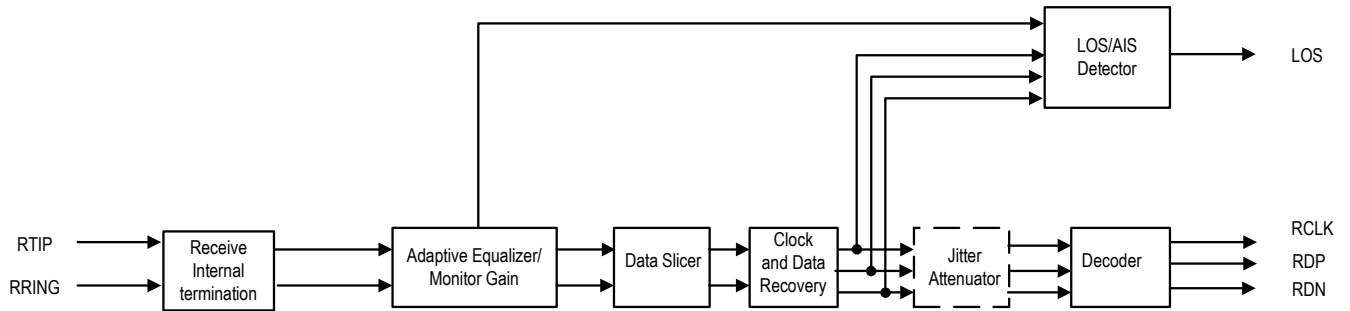 LOS/AIS
Detector
LOS
RTIP
RRING
Receive
Internal
termination
Adaptive Equalizer/
Monitor Gain
Data Slicer
Clock
and Data
Recovery
Jitter
Attenuator
Decoder
RCLK
RDP
RDN